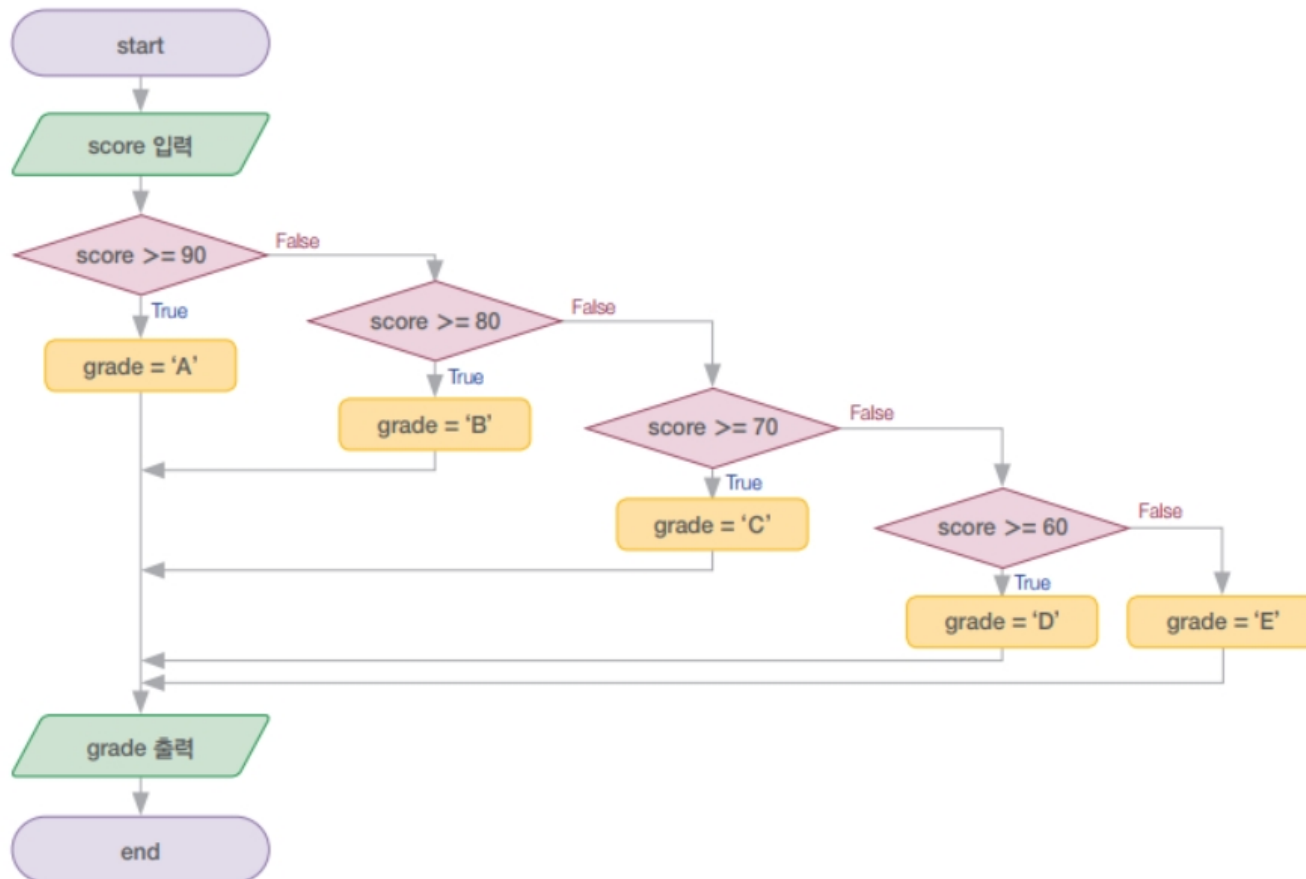 start
score 입력
score >= 90
False
True
grade = ‘A’
score >= 80
False
True
grade = ‘B’
score >= 70
False
True
grade = ‘C’
score >= 60
False
True
grade = ‘D’
grade = ‘E’
grade 출력
end